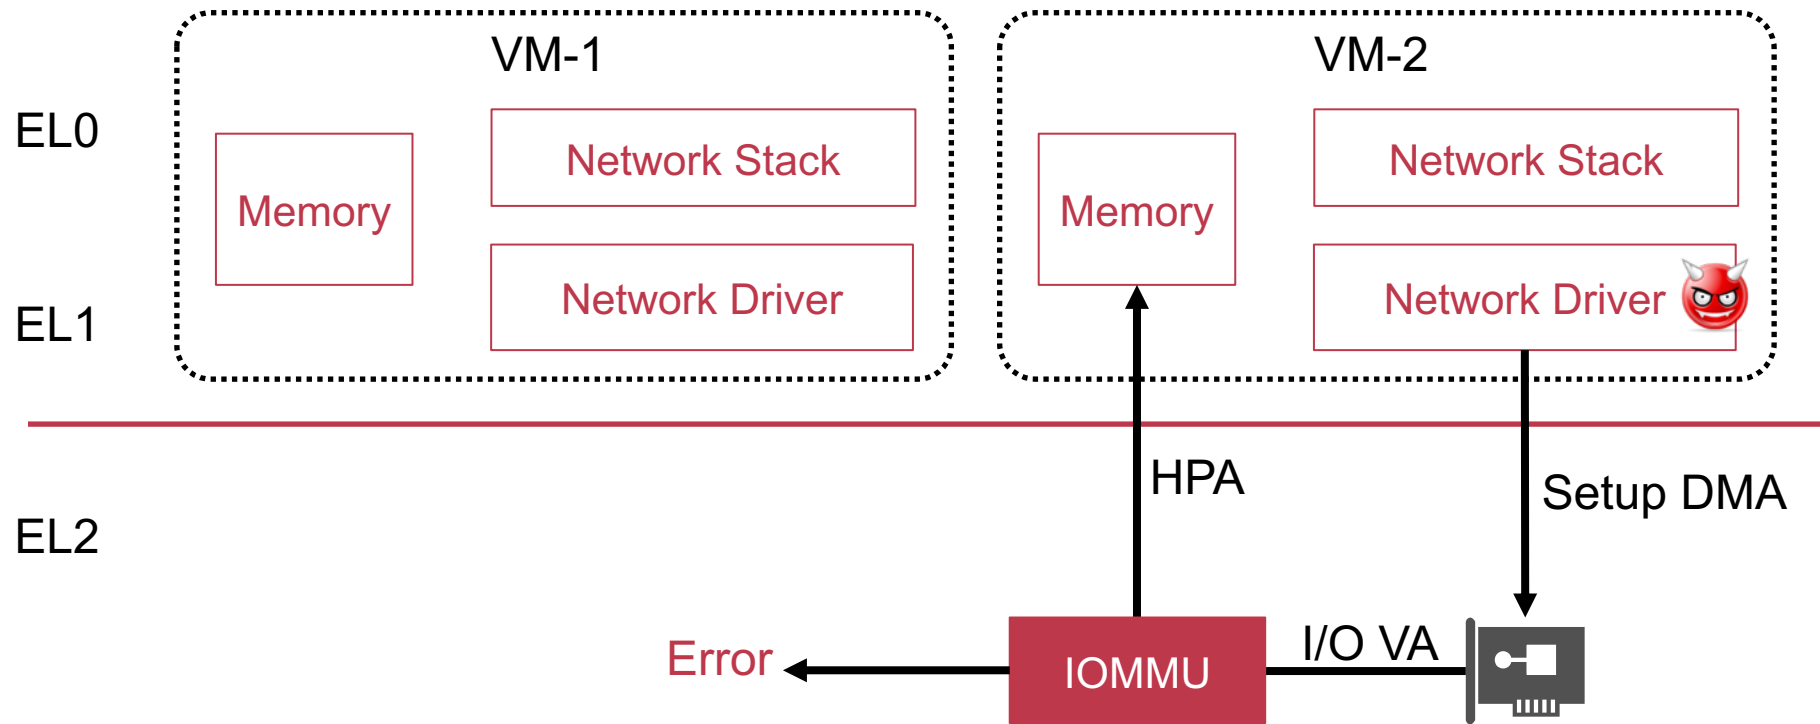 VM-1
VM-2
EL0
Memory
Network Stack
Network Driver
Memory
Network Stack
Network Driver
EL1
HPA
Setup DMA
EL2
Error
IOMMU
I/O VA